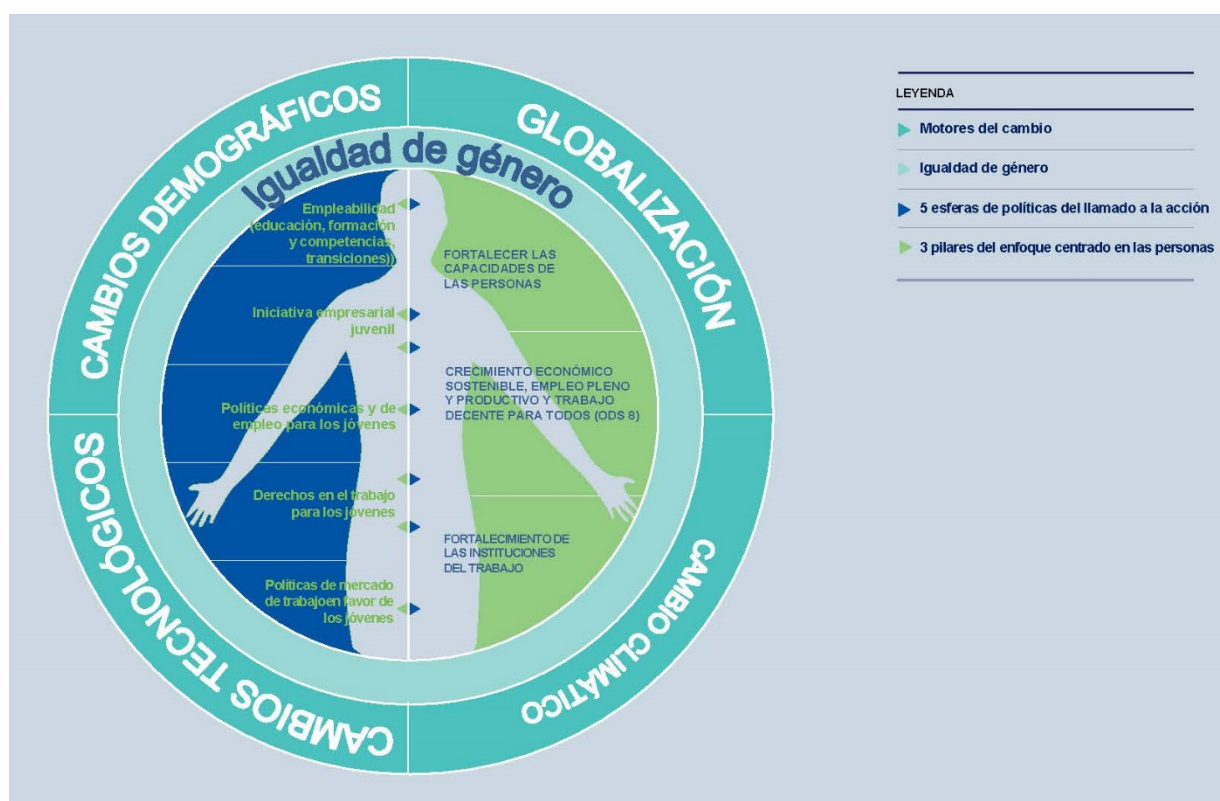 CAMBIOS DEMOGRÁFICOS
GLOBALIZACIÓN
CAMBIO CLIMÁTICO
CAMBIOS TECNOLÓGICOS
Igualdad de género
Empleabilidad
(educación, formación
y competencias,
transiciones))
Iniciativa empresarial
juvenil
Políticas económicas y de
empleo para los jóvenes
Derechos en el trabajo
para los jóvenes
Políticas de mercado
de trabajoen favor de
los jóvenes
FORTALECER LAS
CAPACIDADES DE
LAS PERSONAS
CRECIMIENTO ECONÓMICO
SOSTENIBLE, EMPLEO PLENO
Y PRODUCTIVO Y TRABAJO
DECENTE PARA TODOS (ODS 8)
FORTALECIMIENTO DE
LAS INSTITUCIONES
DEL TRABAJO
LEYENDA
Motores del cambio
Igualdad de género
5 esferas de políticas del llamado a la acción
3 pilares del enfoque centrado en las personas